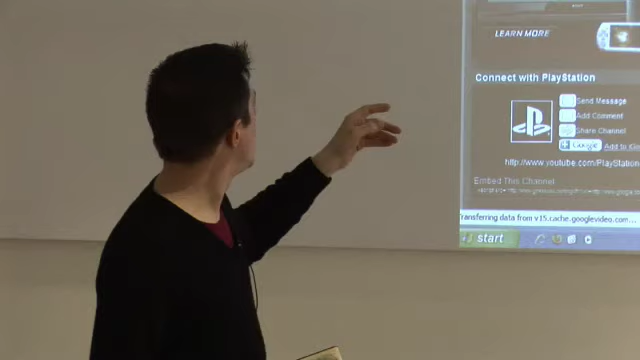 LEARN MORE
Connect with PlayStation
Send Message
Add Comment
Share Channel
Google Add to
http://www.youtube.com/PlayStation
Embed This Channel
Transferring data from v15.cache.googlevideo.com...
start